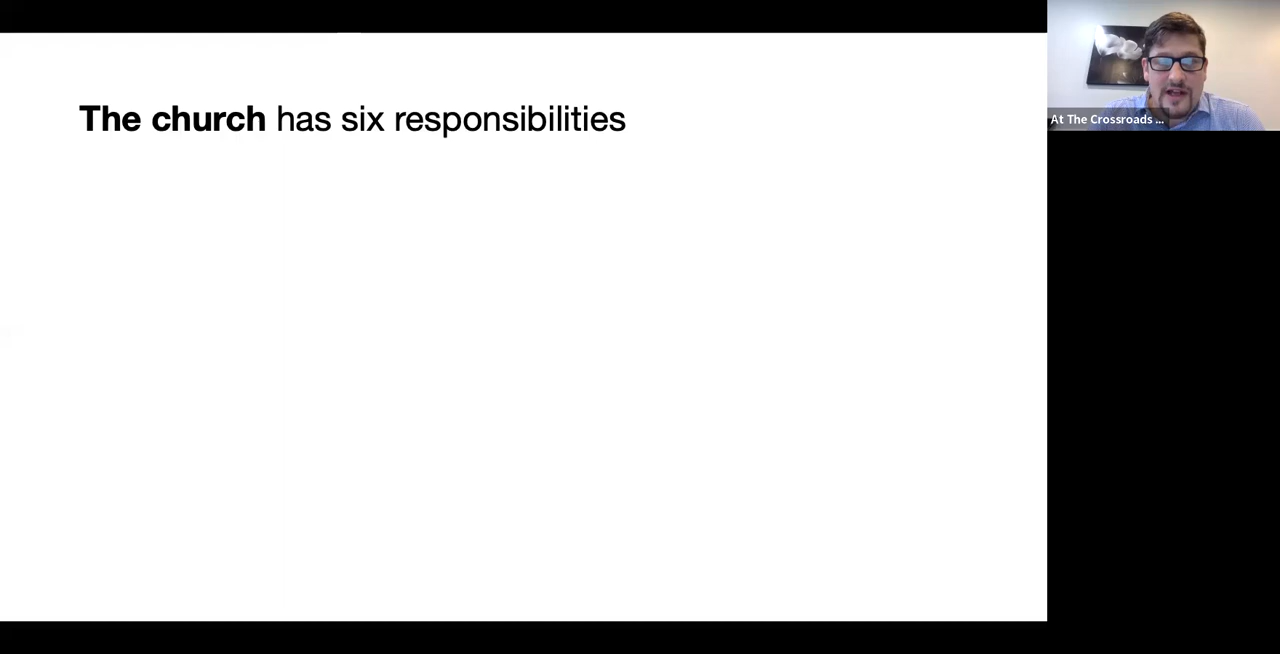 The church has six responsibilities
At The Crossroads ...